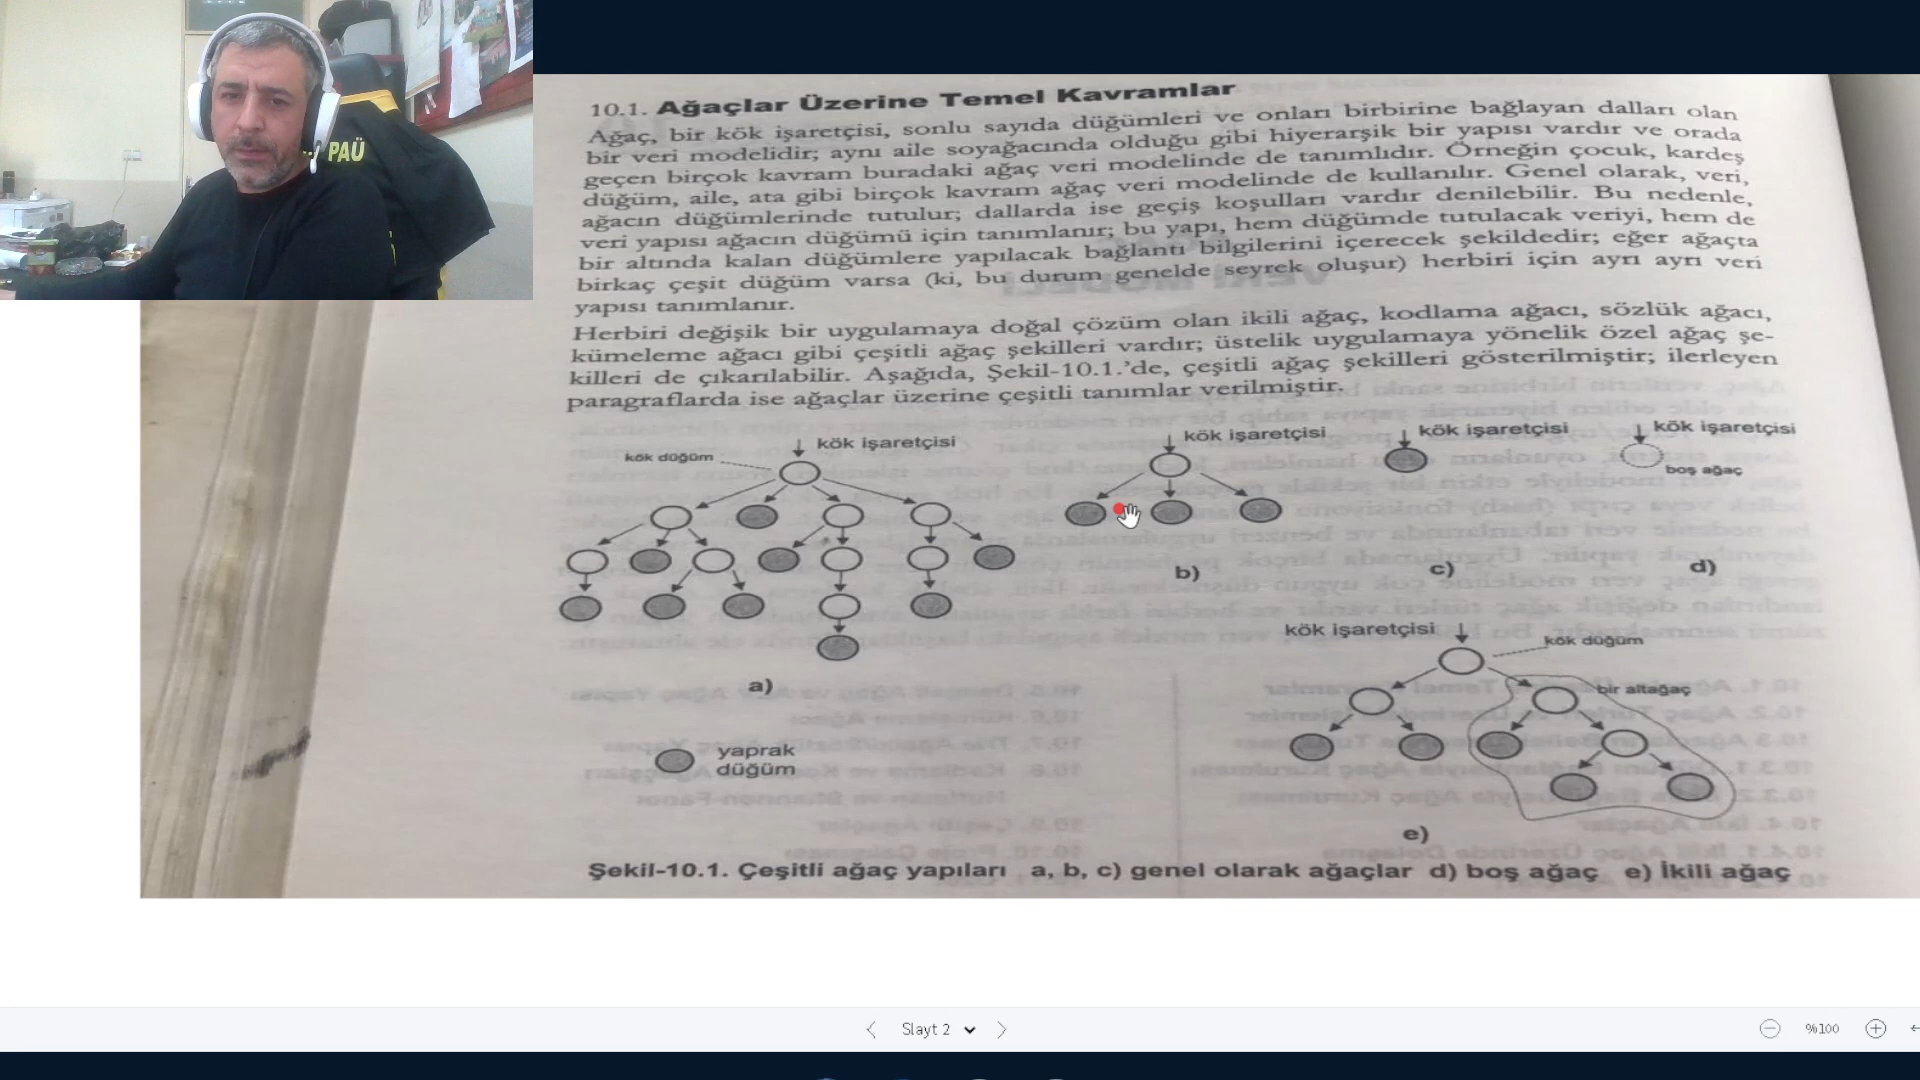 PAÜ
10.1. Ağaçlar Üzerine Temel Kavramlar
Ağaç, bir kök işaretçisi, sonlu sayıda düğümleri ve onları birbirine bağlayan dalları olan
bir veri modelidir; aynı aile soyağacında olduğu gibi hiyerarşik bir yapısı vardır ve orada
geçen birçok kavram buradaki ağaç veri modelinde de tanımlıdır. Örneğin çocuk, kardeş
düğüm, aile, ata gibi birçok kavram ağaç veri modelinde de kullanılır. Genel olarak, veri,
ağacın düğümlerinde tutulur; dallarda ise geçiş koşulları vardır denilebilir. Bu nedenle,
veri yapısı ağacın düğümü için tanımlanır; bu yapı, hem düğümde tutulacak veriyi, hem de
bir altında kalan düğümlere yapılacak bağlantı bilgilerini içerecek şekildedir; eğer ağaçta
birkaç çeşit düğüm varsa (ki, bu durum genelde seyrek oluşur) herbiri için ayrı ayrı veri
yapısı tanımlanır.
Herbiri değişik bir uygulamaya doğal çözüm olan ikili ağaç, kodlama ağacı, sözlük ağacı,
kümeleme ağacı gibi çeşitli ağaç şekilleri vardır; üstelik uygulamaya yönelik özel ağaç şe-
killeri de çıkarılabilir. Aşağıda, Şekil-10.1.'de, çeşitli ağaç şekilleri gösterilmiştir; ilerleyen
paragraflarda ise ağaçlar üzerine çeşitli tanımlar verilmiştir.
kök işaretçisi
kök düğüm
kök işaretçisi
kök işaretçisi
kök işaretçisi
boş ağaç
b)
c)
d)
kök işaretçisi
kök düğüm
bir altağaç
a)
yaprak
düğüm
e)
Şekil-10.1. Çeşitli ağaç yapıları a, b, c) genel olarak ağaçlar d) boş ağaç e) İkili ağaç
Slayt 2
%100